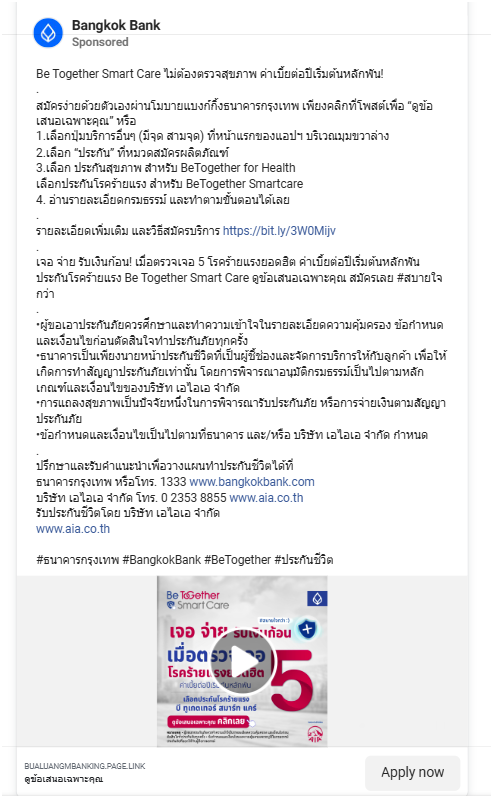 Bangkok Bank
Sponsored
Be Together Smart Care ไม่ต้องตรวจสุขภาพ ค่าเบี้ยต่อปีเริ่มต้นหลักพัน!
.
สมัครง่ายด้วยตัวเองผ่านโมบายแบงก์กิ้งธนาคารกรุงเทพ เพียงคลิกที่โพสต์เพื่อ “ดูข้อ
เสนอเฉพาะคุณ” หรือ
1.เลือกปุ่มบริการอื่นๆ (มีจุด สามจุด) ที่หน้าแรกของแอปฯ บริเวณมุมขวาล่าง
2.เลือก “ประกัน” ที่หมวดสมัครผลิตภัณฑ์
3.เลือก ประกันสุขภาพ สำหรับ BeTogether for Health
เลือกประกันโรคร้ายแรง สำหรับ BeTogether Smartcare
4. อ่านรายละเอียดกรมธรรม์ และทำตามขั้นตอนได้เลย
.
รายละเอียดเพิ่มเติม และวิธีสมัครบริการ https://bit.ly/3W0Mijv
.
เจอ จ่าย รับเงินก้อน! เมื่อตรวจเจอ 5 โรคร้ายแรงยอดฮิต ค่าเบี้ยต่อปีเริ่มต้นหลักพัน
ประกันโรคร้ายแรง Be Together Smart Care ดูข้อเสนอเฉพาะคุณ สมัครเลย #สบายใจ
กว่า
.
•ผู้ขอเอาประกันภัยควรศึกษาและทำความเข้าใจในรายละเอียดความคุ้มครอง ข้อกำหนด
และเงื่อนไขก่อนตัดสินใจทำประกันภัยทุกครั้ง
•ธนาคารเป็นเพียงนายหน้าประกันชีวิตที่เป็นผู้ชี้ช่องและจัดการบริการให้กับลูกค้า เพื่อให้
เกิดการทำสัญญาประกันภัยเท่านั้น โดยการพิจารณาอนุมัติกรมธรรม์เป็นไปตามหลัก
เกณฑ์และเงื่อนไขของบริษัท เอไอเอ จำกัด
•การแถลงสุขภาพเป็นปัจจัยหนึ่งในการพิจารณารับประกันภัย หรือการจ่ายเงินตามสัญญา
ประกันภัย
•ข้อกำหนดและเงื่อนไขเป็นไปตามที่ธนาคาร และ/หรือ บริษัท เอไอเอ จำกัด กำหนด
.
ปรึกษาและรับคำแนะนำเพื่อวางแผนทำประกันชีวิตได้ที่
ธนาคารกรุงเทพ หรือโทร. 1333 www.bangkokbank.com
บริษัท เอไอเอ จำกัด โทร. 0 2353 8855 www.aia.co.th
รับประกันชีวิตโดย บริษัท เอไอเอ จำกัด
www.aia.co.th
#ธนาคารกรุงเทพ #BangkokBank #BeTogether #ประกันชีวิต
Be Together
Smart Care
เจอ จ่าย รับเงินก้อน
เมื่อตรวจเจอ 5
โรคร้ายแรงยอดฮิต
ค่าเบี้ยต่อปีเริ่มต้นหลักพัน
เลือกประกันโรคร้ายแรง
บี ทูเกตเตอร์ สมาร์ท แคร์
ดูข้อเสนอเฉพาะคุณ คลิกเลย
AIA
BUALUANGMBANKING.PAGE.LINK
ดูข้อเสนอเฉพาะคุณ
Apply now